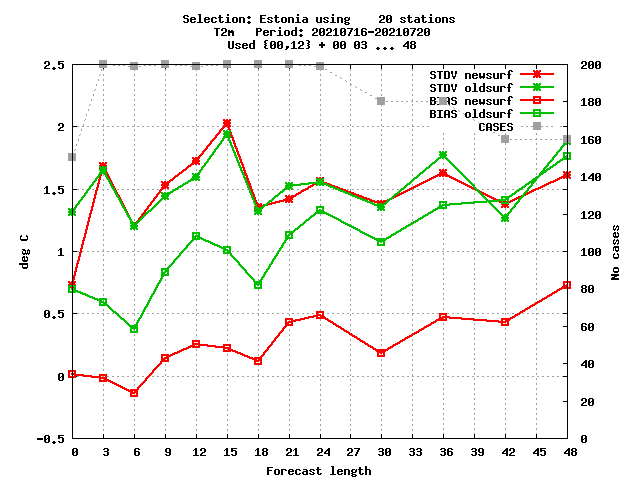 Selection: Estonia using    20 stations
T2m   Period: 20210716-20210720
Used {00,12} + 00 03 ... 48
STDV newsurf
STDV oldsurf
BIAS newsurf
BIAS oldsurf
CASES
2.5
2
1.5
1
0.5
0
-0.5
deg C
200
180
160
140
120
100
80
60
40
20
0
No cases
0 3 6 9 12 15 18 21 24 27 30 33 36 39 42 45 48
Forecast length